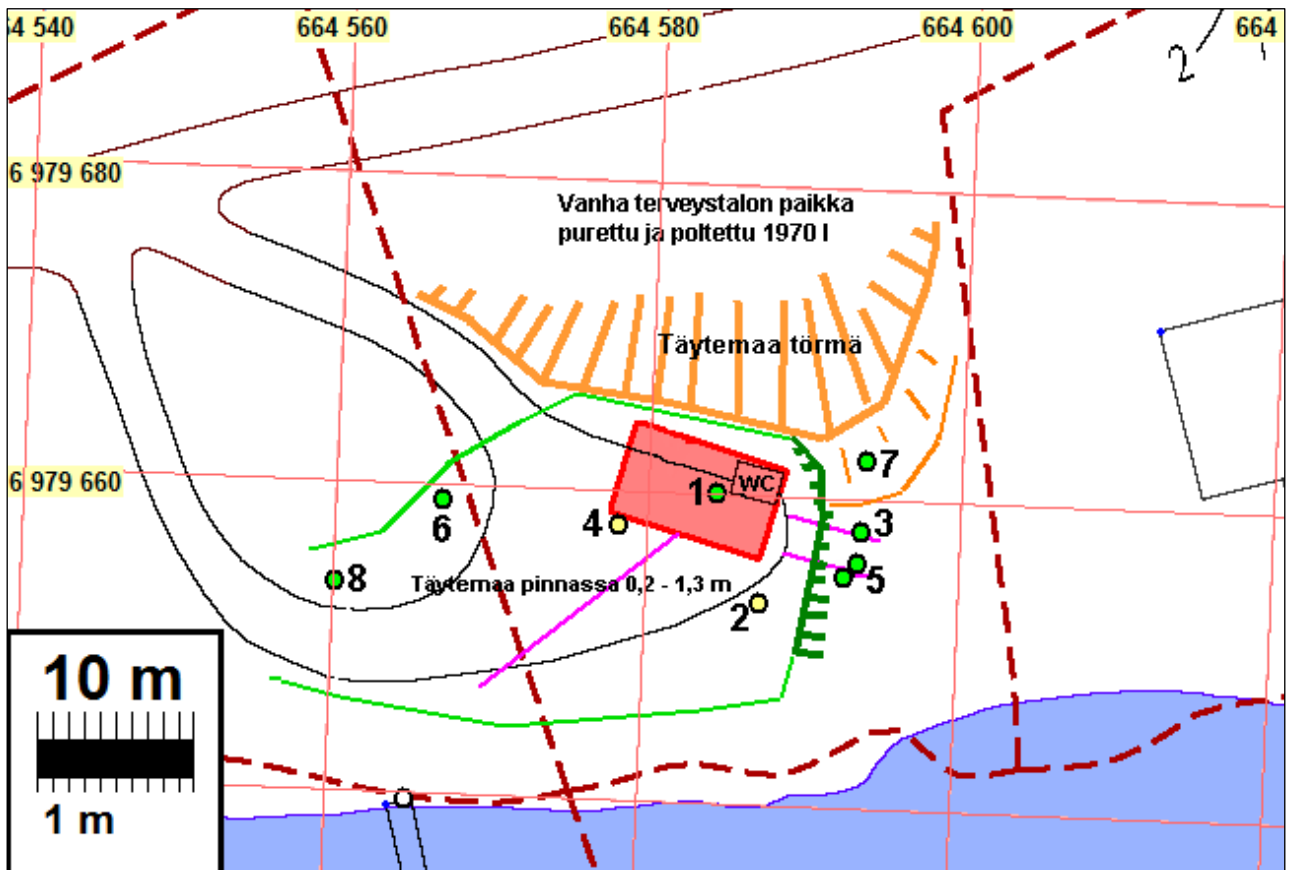 64 540
664 560
664 580
664 600
664
2
6 979 680
Vanha terveystalon paikka
purettu ja poltettu 1970 l
Täytemaa törmä
6 979 660
1
WC
7
6
4
3
8
Täytemaa pinnassa 0,2 - 1,3 m
5
2
10 m
1 m